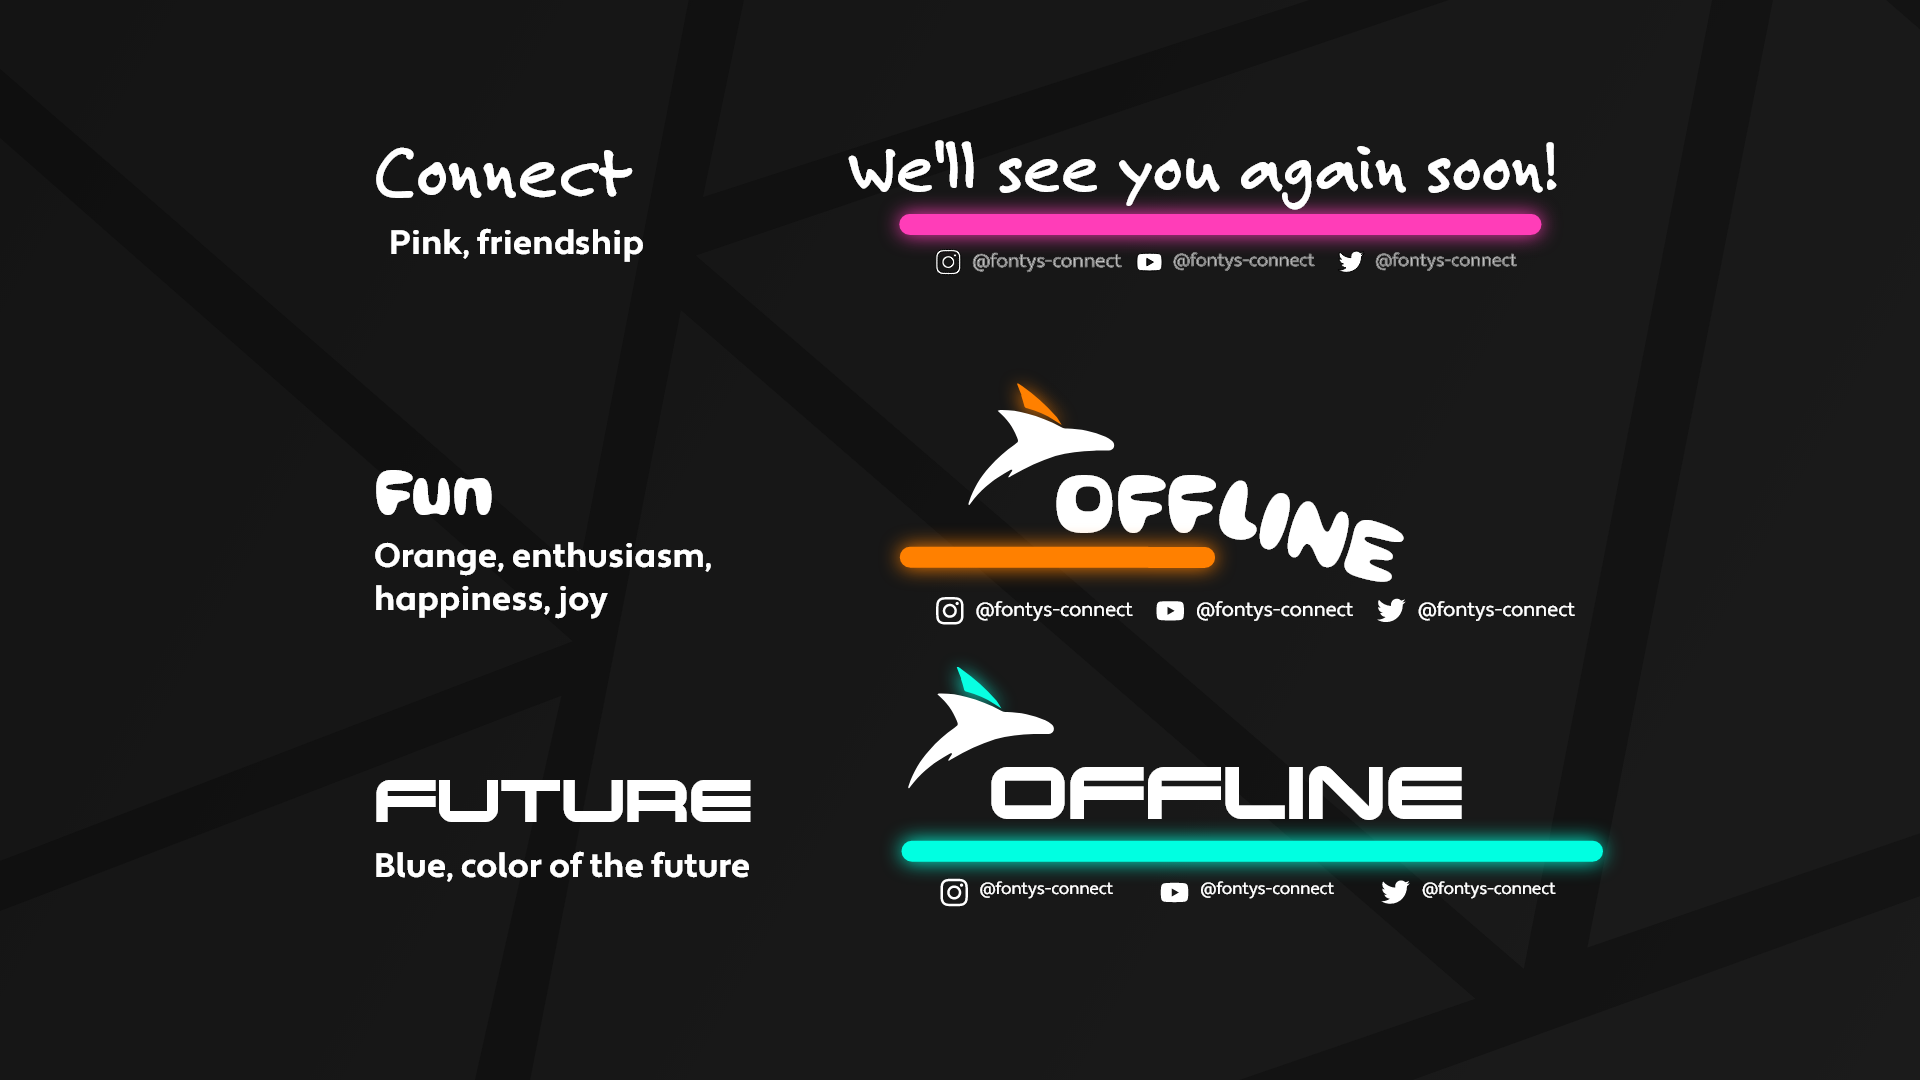 Connect
Pink, friendship
We'll see you again soon!
@fontys-connect @fontys-connect @fontys-connect
Fun
Orange, enthusiasm,
happiness, joy
OFFLINE
@fontys-connect @fontys-connect @fontys-connect
FUTURE
Blue, color of the future
OFFLINE
@fontys-connect @fontys-connect @fontys-connect